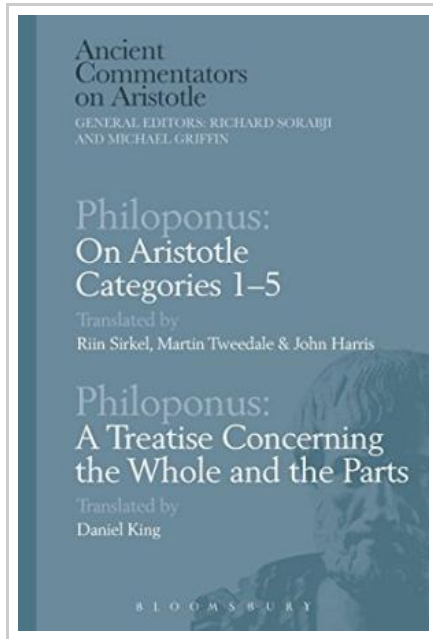 Ancient
Commentators
on Aristotle
GENERAL EDITORS: RICHARD SORABJI
AND MICHAEL GRIFFIN
Philoponus:
On Aristotle
Categories 1–5
Translated by
Riin Sirkel, Martin Tweedale & John Harris
Philoponus:
A Treatise Concerning
the Whole and the Parts
Translated by
Daniel King
BLOOMSBURY